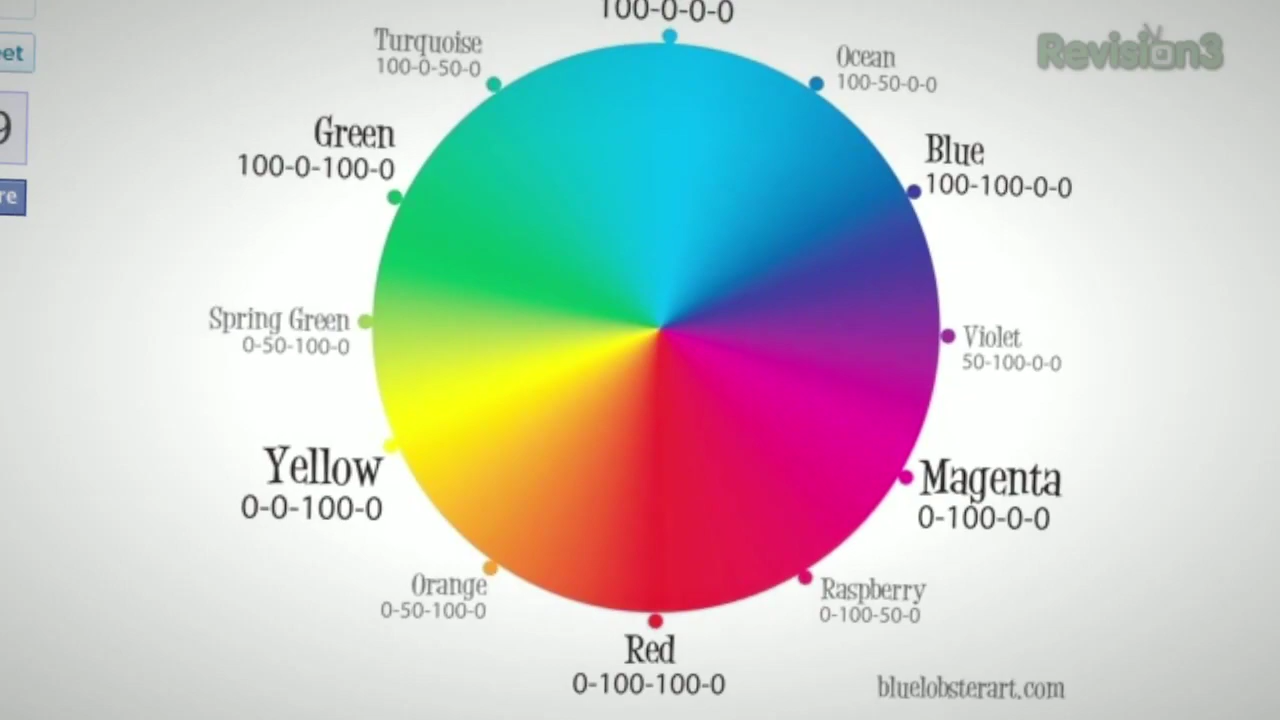 100-0-0-0
Revision3
Turquoise
100-0-50-0
Ocean
100-50-0-0
eet
Green
100-0-100-0
9
Blue
100-100-0-0
re
Spring Green
0-50-100-0
Violet
50-100-0-0
Yellow
0-0-100-0
Magenta
0-100-0-0
Orange
0-50-100-0
Raspberry
0-100-50-0
Red
0-100-100-0
bluelobsterart.com